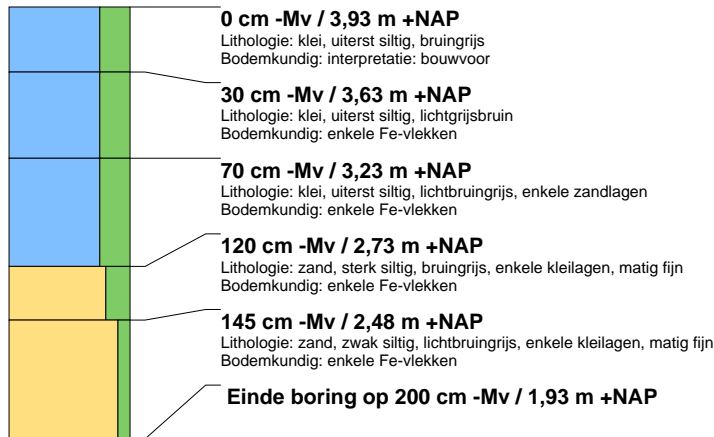 0 cm -Mv / 3,93 m +NAP
Lithologie: klei, uiterst siltig, bruingrijs
Bodemkundig: interpretatie: bouwvoor
30 cm -Mv / 3,63 m +NAP
Lithologie: klei, uiterst siltig, lichtgrijsbruin
Bodemkundig: enkele Fe-vlekken
70 cm -Mv / 3,23 m +NAP
Lithologie: klei, uiterst siltig, lichtbruingrijs, enkele zandlagen
Bodemkundig: enkele Fe-vlekken
120 cm -Mv / 2,73 m +NAP
Lithologie: zand, sterk siltig, bruingrijs, enkele kleilagen, matig fijn
Bodemkundig: enkele Fe-vlekken
145 cm -Mv / 2,48 m +NAP
Lithologie: zand, zwak siltig, lichtbruingrijs, enkele kleilagen, matig fijn
Bodemkundig: enkele Fe-vlekken
Einde boring op 200 cm -Mv / 1,93 m +NAP